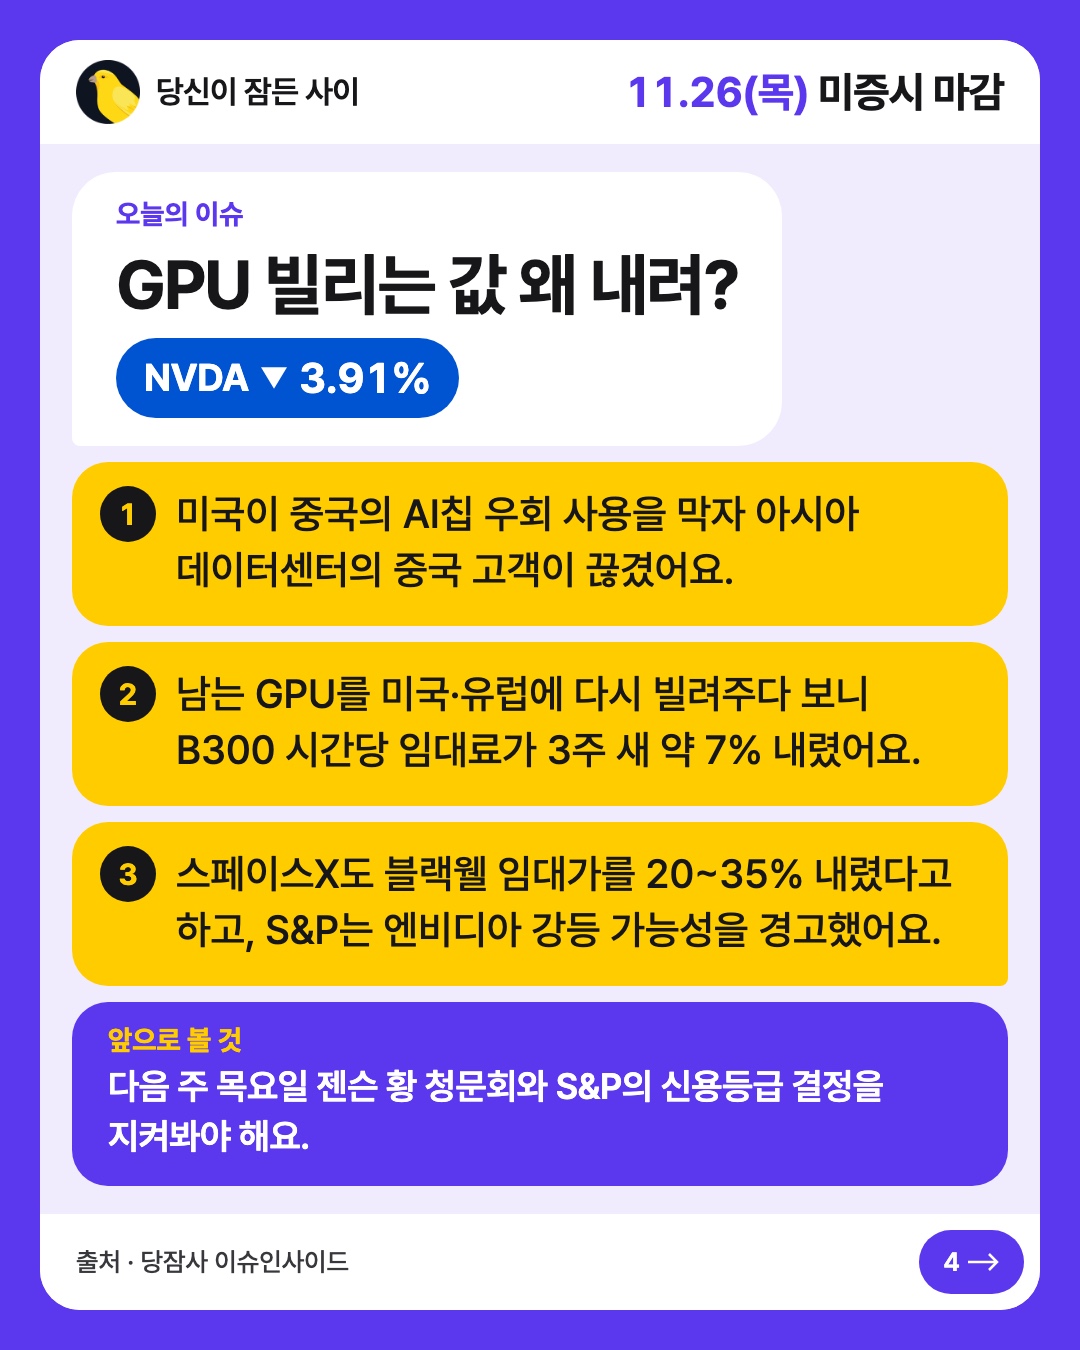 당신이 잠든 사이
11.26(목) 미증시 마감
오늘의 이슈
GPU 빌리는 값 왜 내려?
NVDA ▼ 3.91%
1 미국이 중국의 AI칩 우회 사용을 막자 아시아
데이터센터의 중국 고객이 끊겼어요.
2 남는 GPU를 미국·유럽에 다시 빌려주다 보니
B300 시간당 임대료가 3주 새 약 7% 내렸어요.
3 스페이스X도 블랙웰 임대가를 20~35% 내렸다고
하고, S&P는 엔비디아 강등 가능성을 경고했어요.
앞으로 볼 것
다음 주 목요일 젠슨 황 청문회와 S&P의 신용등급 결정을
지켜봐야 해요.
출처 · 당잠사 이슈인사이드
4 →